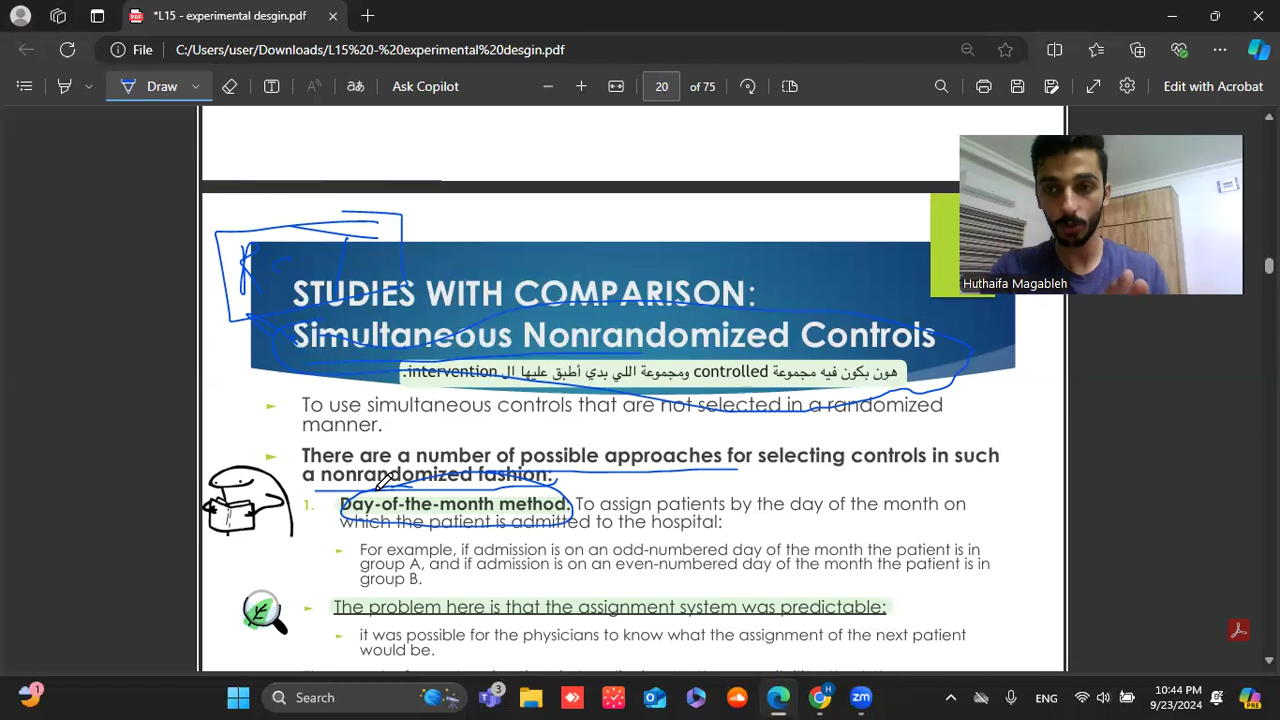 *L15 - experimental desgin.pdf
File
C:/Users/user/Downloads/L15%20-%20experimental%20desgin.pdf
Draw
Ask Copilot
20 of 75
Edit with Acrobat
Huthaifa Magableh
STUDIES WITH COMPARISON:
Simultaneous Nonrandomized Controls
هون بكون فيه مجموعة controlled ومجموعة اللي بدي أطبق عليها ال intervention.
To use simultaneous controls that are not selected in a randomized
manner.
There are a number of possible approaches for selecting controls in such
a nonrandomized fashion:
1. Day-of-the-month method. To assign patients by the day of the month on
which the patient is admitted to the hospital:
For example, if admission is on an odd-numbered day of the month the patient is in
group A, and if admission is on an even-numbered day of the month the patient is in
group B.
The problem here is that the assignment system was predictable:
it was possible for the physicians to know what the assignment of the next patient
would be.
1
Search
3
ENG
10:44 PM
9/23/2024
PRE